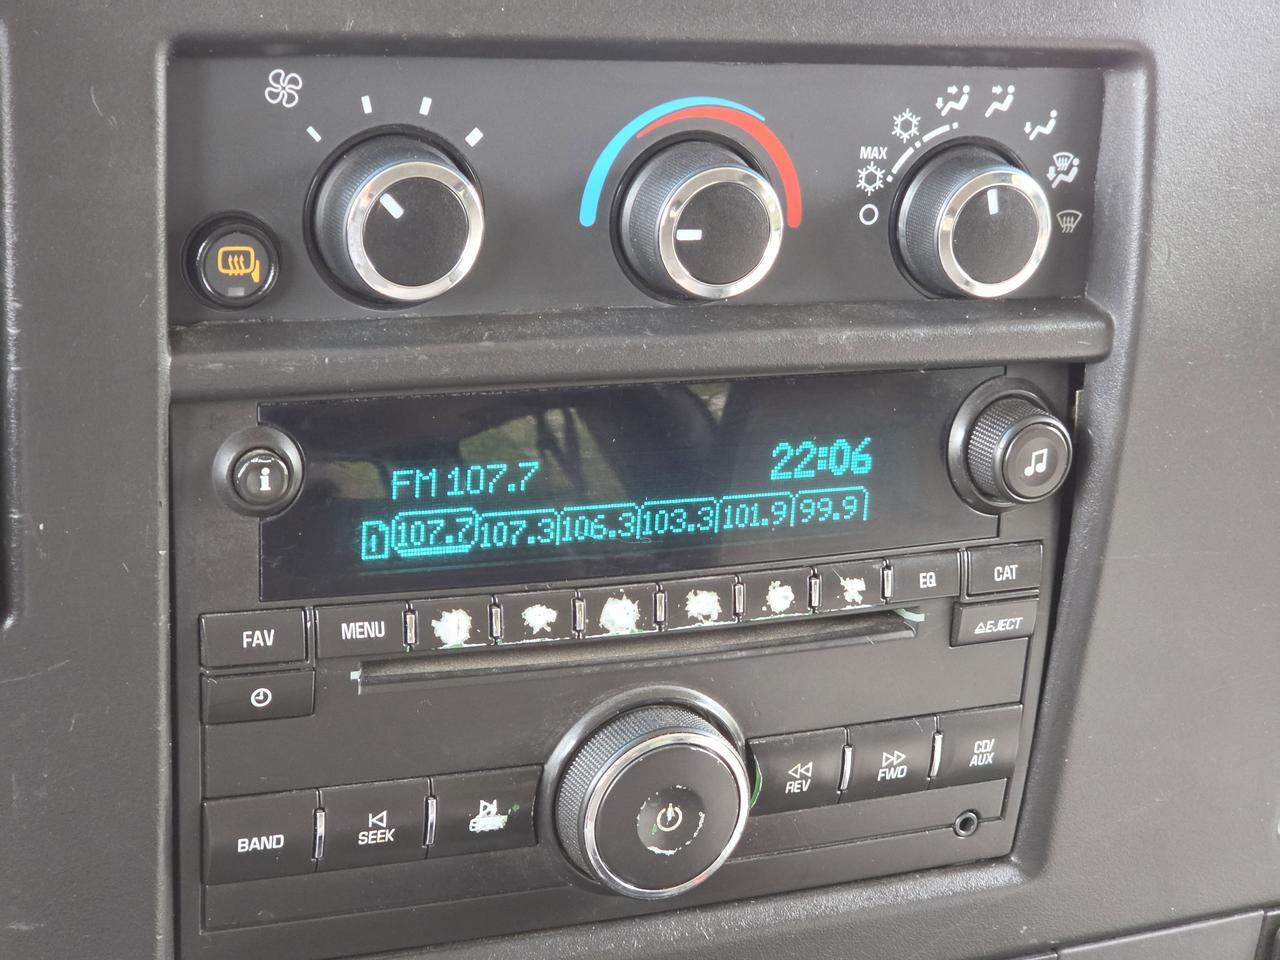 MAX
FM 107.7 22:06
1 107.7 107.3 106.3 103.3 101.9 99.9
i
EQ CAT
FAV MENU EJECT
BAND SEEK REV FWD CD/
AUX